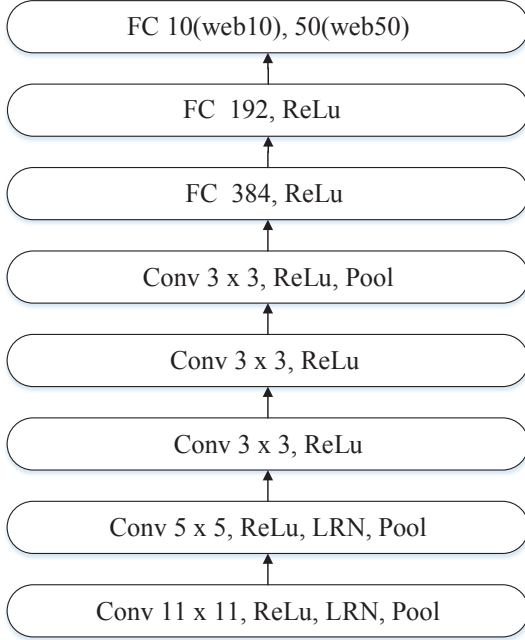 FC 10(web10), 50(web50)
FC 192, ReLu
FC 384, ReLu
Conv 3 x 3, ReLu, Pool
Conv 3 x 3, ReLu
Conv 3 x 3, ReLu
Conv 5 x 5, ReLu, LRN, Pool
Conv 11 x 11, ReLu, LRN, Pool